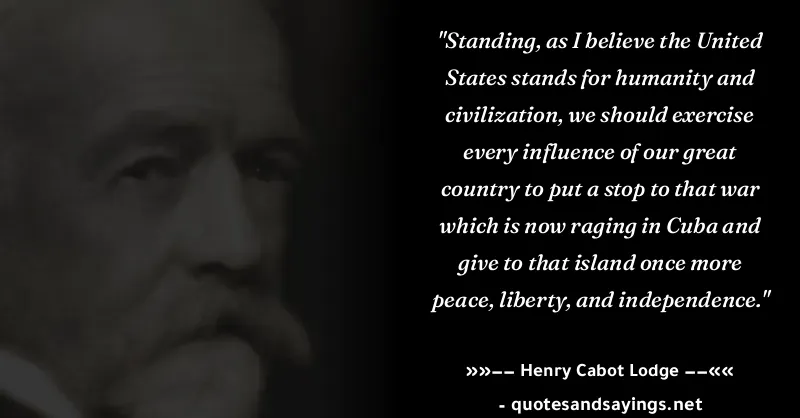 "Standing, as I believe the United
States stands for humanity and
civilization, we should exercise
every influence of our great
country to put a stop to that war
which is now raging in Cuba and
give to that island once more
peace, liberty, and independence."
»»–– Henry Cabot Lodge ––««
- quotesandsayings.net